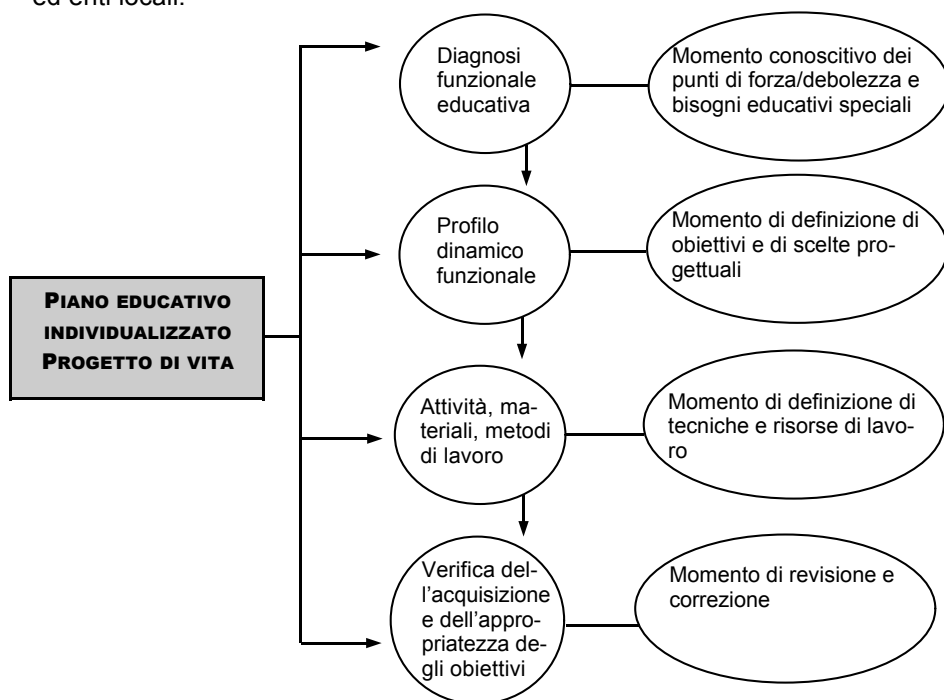 ed enti locali.
Diagnosi
funzionale
educativa
Momento conoscitivo dei
punti di forza/debolezza e
bisogni educativi speciali
Profilo
dinamico
funzionale
Momento di definizione di
obiettivi e di scelte pro-
gettuali
PIANO EDUCATIVO
INDIVIDUALIZZATO
PROGETTO DI VITA
Attività, ma-
teriali, metodi
di lavoro
Momento di definizione di
tecniche e risorse di lavo-
ro
Verifica del-
l'acquisizione
e dell'appro-
priatezza de-
gli obiettivi
Momento di revisione e
correzione